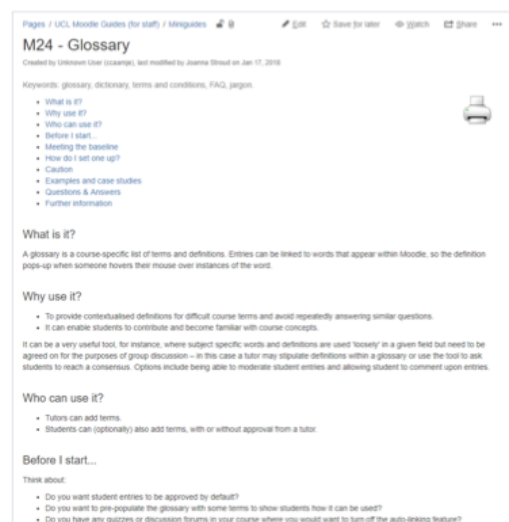 Pages / UCL Moodle Guides (for staff) / Miniguides
Edit Save for later Watch Share
M24 - Glossary
Created by Unknown User (ccaamje), last modified by Joanna Stroud on Jan 17, 2018
Keywords: glossary, dictionary, terms and conditions, FAQ, jargon.
• What is it?
• Why use it?
• Who can use it?
• Before I start...
• Meeting the baseline
• How do I set one up?
• Caution
• Examples and case studies
• Questions & Answers
• Further information
What is it?
A glossary is a course-specific list of terms and definitions. Entries can be linked to words that appear within Moodle, so the definition
pops-up when someone hovers their mouse over instances of the word.
Why use it?
• To provide contextualised definitions for difficult course terms and avoid repeatedly answering similar questions.
• It can enable students to contribute and become familiar with course concepts.
It can be a very useful tool, for instance, where subject specific words and definitions are used 'loosely' in a given field but need to be
agreed on for the purposes of group discussion – in this case a tutor may stipulate definitions within a glossary or use the tool to ask
students to reach a consensus. Options include being able to moderate student entries and allowing student to comment upon entries.
Who can use it?
• Tutors can add terms.
• Students can (optionally) also add terms, with or without approval from a tutor.
Before I start...
Think about:
• Do you want student entries to be approved by default?
• Do you want to pre-populate the glossary with some terms to show students how it can be used?
• Do you have any quizzes or discussion forums in your course where you would want to turn off the auto-linking feature?